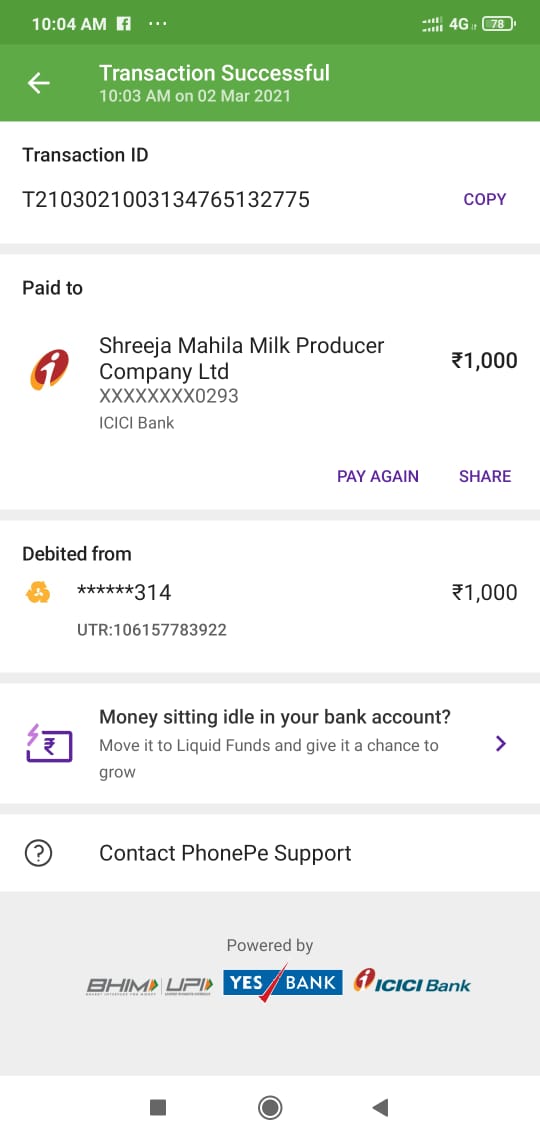 10:04 AM
4G
78
Transaction Successful
10:03 AM on 02 Mar 2021
Transaction ID
T2103021003134765132775
COPY
Paid to
Shreeja Mahila Milk Producer
Company Ltd
₹1,000
XXXXXXXX0293
ICICI Bank
PAY AGAIN
SHARE
Debited from
******314
₹1,000
UTR:106157783922
Money sitting idle in your bank account?
Move it to Liquid Funds and give it a chance to
grow
Contact PhonePe Support
Powered by
BHIM UPI YES BANK ICICI Bank